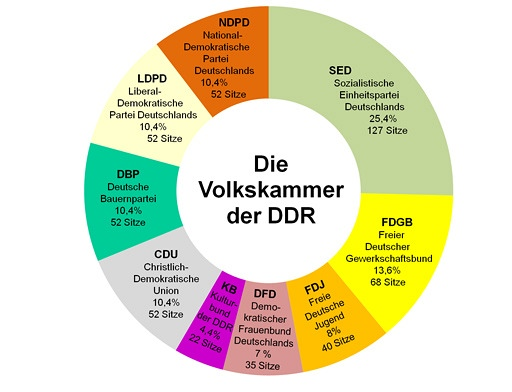 Die
Volkskammer
der DDR
SED
Sozialistische
Einheitspartei
Deutschlands
25,4%
127 Sitze
FDGB
Freier
Deutscher
Gewerkschaftsbund
13,6%
68 Sitze
FDJ
Freie
Deutsche
Jugend
8%
40 Sitze
DFD
Demo-
kratischer
Frauenbund
Deutschlands
7 %
35 Sitze
KB
Kultur-
bund
der DDR
4,4%
22 Sitze
CDU
Christlich-
Demokratische
Union
10,4%
52 Sitze
DBP
Deutsche
Bauernpartei
10,4%
52 Sitze
LDPD
Liberal-
Demokratische
Partei Deutschlands
10,4%
52 Sitze
NDPD
National-
Demokratische
Partei
Deutschlands
10,4%
52 Sitze